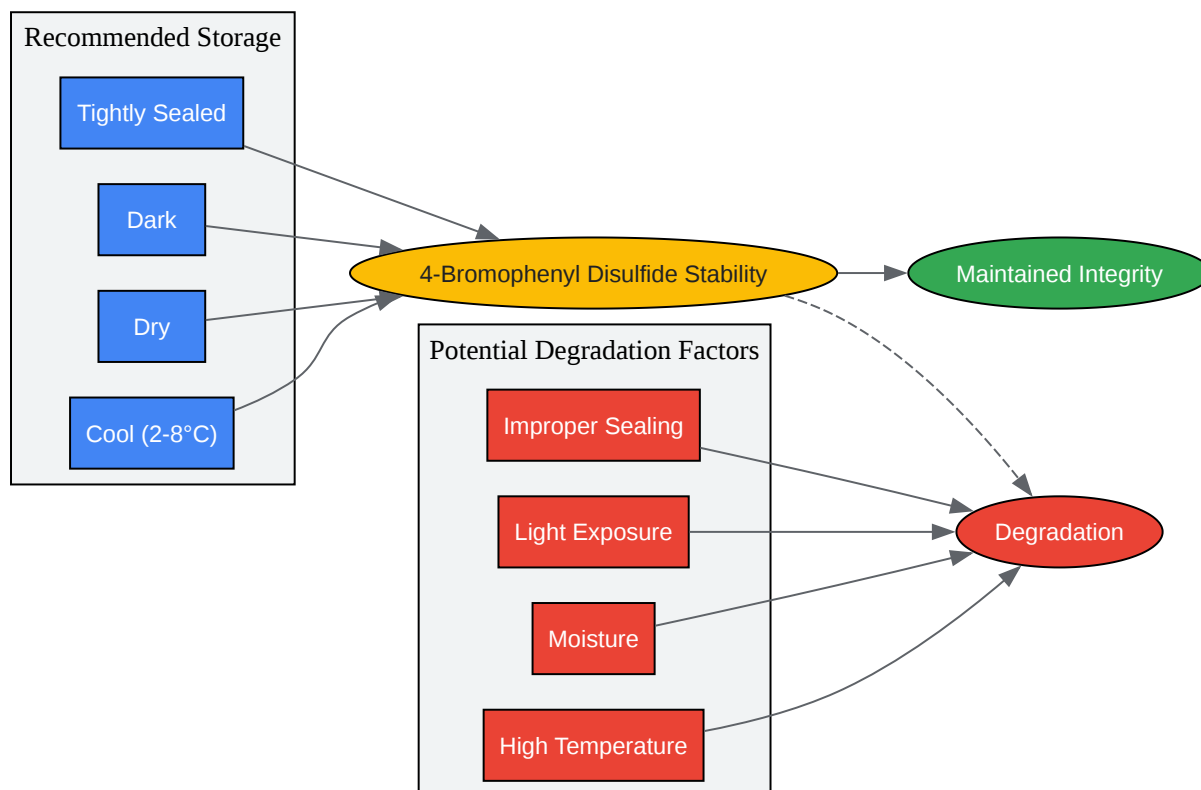 Recommended Storage
Tightly Sealed
Dark
Dry
Cool (2-8°C)
4-Bromophenyl Disulfide Stability
Maintained Integrity
Potential Degradation Factors
Improper Sealing
Light Exposure
Moisture
High Temperature
Degradation